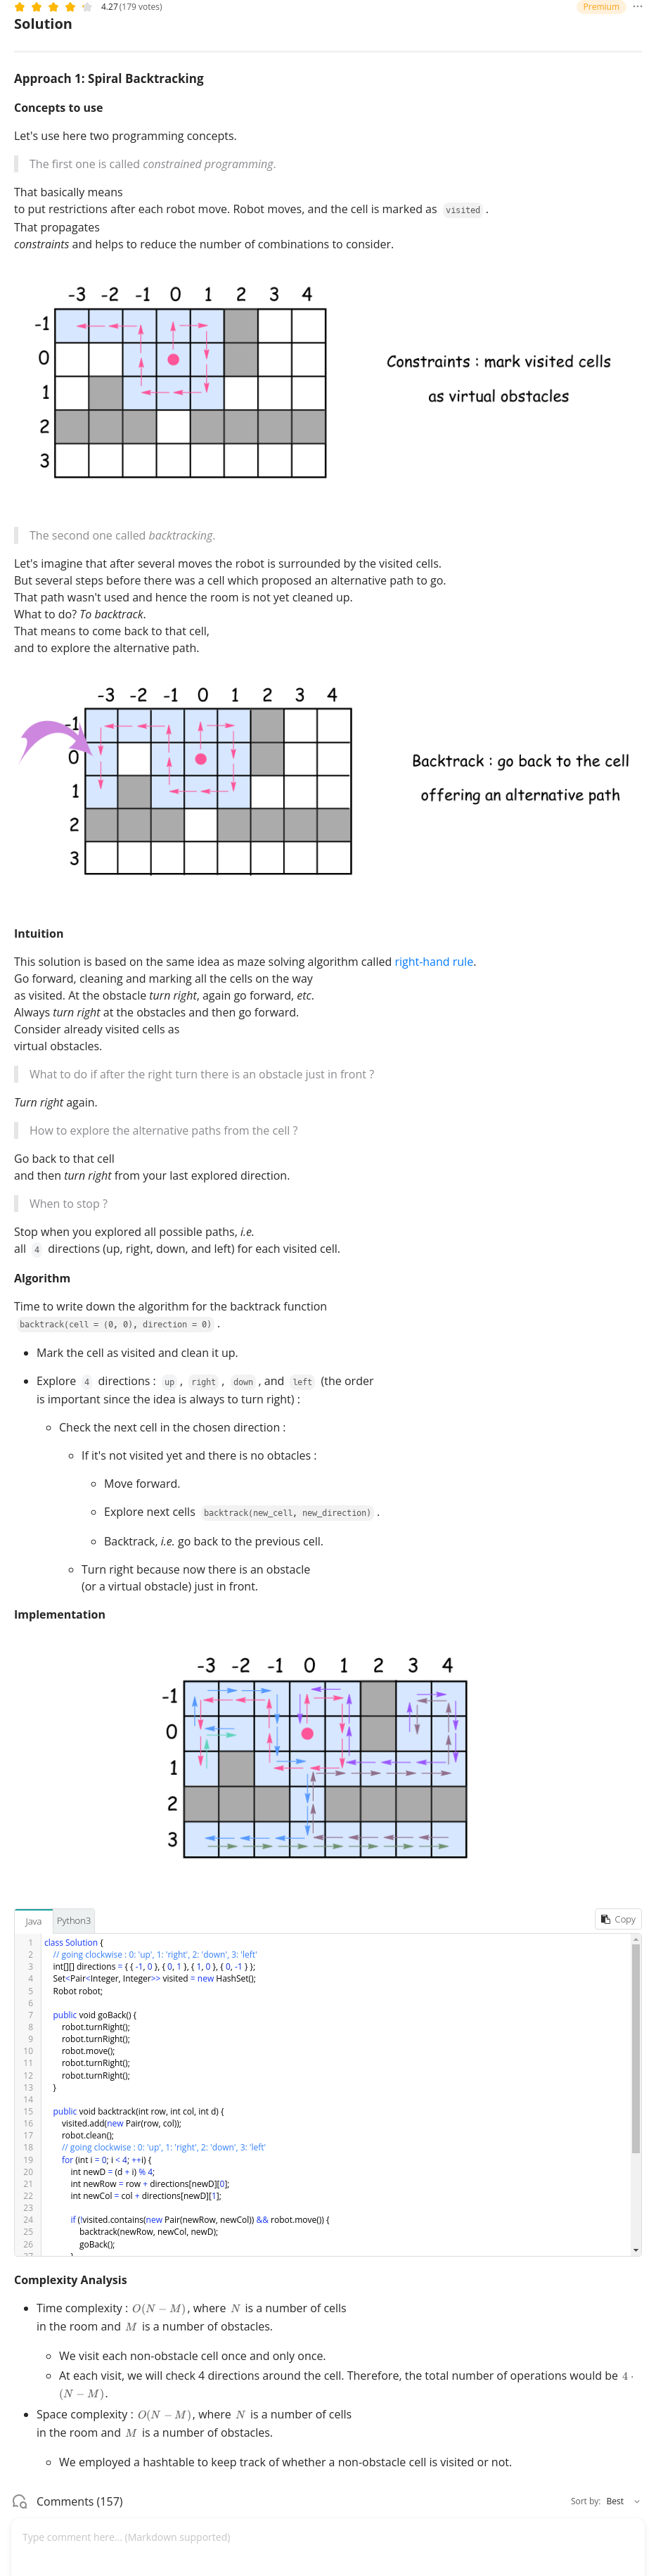 4.27 (179 votes)
Premium
Solution
Approach 1: Spiral Backtracking
Concepts to use
Let's use here two programming concepts.
The first one is called constrained programming.
That basically means
to put restrictions after each robot move. Robot moves, and the cell is marked as visited .
That propagates
constraints and helps to reduce the number of combinations to consider.
-3 -2 -1 0 1 2 3 4
-1
0
1
2
3
Constraints : mark visited cells
as virtual obstacles
The second one called backtracking.
Let's imagine that after several moves the robot is surrounded by the visited cells.
But several steps before there was a cell which proposed an alternative path to go.
That path wasn't used and hence the room is not yet cleaned up.
What to do? To backtrack.
That means to come back to that cell,
and to explore the alternative path.
-3 -2 -1 0 1 2 3 4
-1
0
1
2
3
Backtrack : go back to the cell
offering an alternative path
Intuition
This solution is based on the same idea as maze solving algorithm called right-hand rule.
Go forward, cleaning and marking all the cells on the way
as visited. At the obstacle turn right, again go forward, etc.
Always turn right at the obstacles and then go forward.
Consider already visited cells as
virtual obstacles.
What to do if after the right turn there is an obstacle just in front ?
Turn right again.
How to explore the alternative paths from the cell ?
Go back to that cell
and then turn right from your last explored direction.
When to stop ?
Stop when you explored all possible paths, i.e.
all 4 directions (up, right, down, and left) for each visited cell.
Algorithm
Time to write down the algorithm for the backtrack function
backtrack(cell = (0, 0), direction = 0) .
Mark the cell as visited and clean it up.
Explore 4 directions : up , right , down , and left (the order
is important since the idea is always to turn right) :
Check the next cell in the chosen direction :
If it's not visited yet and there is no obtacles :
Move forward.
Explore next cells backtrack(new_cell, new_direction) .
Backtrack, i.e. go back to the previous cell.
Turn right because now there is an obstacle
(or a virtual obstacle) just in front.
Implementation
-3 -2 -1 0 1 2 3 4
-1
0
1
2
3
Java Python3 Copy
1 class Solution {
2 // going clockwise : 0: 'up', 1: 'right', 2: 'down', 3: 'left'
3 int[][] directions = { { -1, 0 }, { 0, 1 }, { 1, 0 }, { 0, -1 } };
4 Set<Pair<Integer, Integer>> visited = new HashSet();
5 Robot robot;
6
7 public void goBack() {
8 robot.turnRight();
9 robot.turnRight();
10 robot.move();
11 robot.turnRight();
12 robot.turnRight();
13 }
14
15 public void backtrack(int row, int col, int d) {
16 visited.add(new Pair(row, col));
17 robot.clean();
18 // going clockwise : 0: 'up', 1: 'right', 2: 'down', 3: 'left'
19 for (int i = 0; i < 4; ++i) {
20 int newD = (d + i) % 4;
21 int newRow = row + directions[newD][0];
22 int newCol = col + directions[newD][1];
23
24 if (!visited.contains(new Pair(newRow, newCol)) && robot.move()) {
25 backtrack(newRow, newCol, newD);
26 goBack();
27 }
Complexity Analysis
Time complexity : O(N − M), where N is a number of cells
in the room and M is a number of obstacles.
We visit each non-obstacle cell once and only once.
At each visit, we will check 4 directions around the cell. Therefore, the total number of operations would be 4 ·
(N − M).
Space complexity : O(N − M), where N is a number of cells
in the room and M is a number of obstacles.
We employed a hashtable to keep track of whether a non-obstacle cell is visited or not.
Comments (157)
Sort by: Best
Type comment here... (Markdown supported)